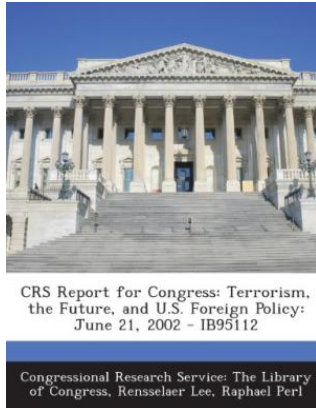 CRS Report for Congress: Terrorism,
the Future, and U.S. Foreign Policy:
June 21, 2002 - IB95112
Congressional Research Service: The Library
of Congress, Rensselaer Lee, Raphael Perl